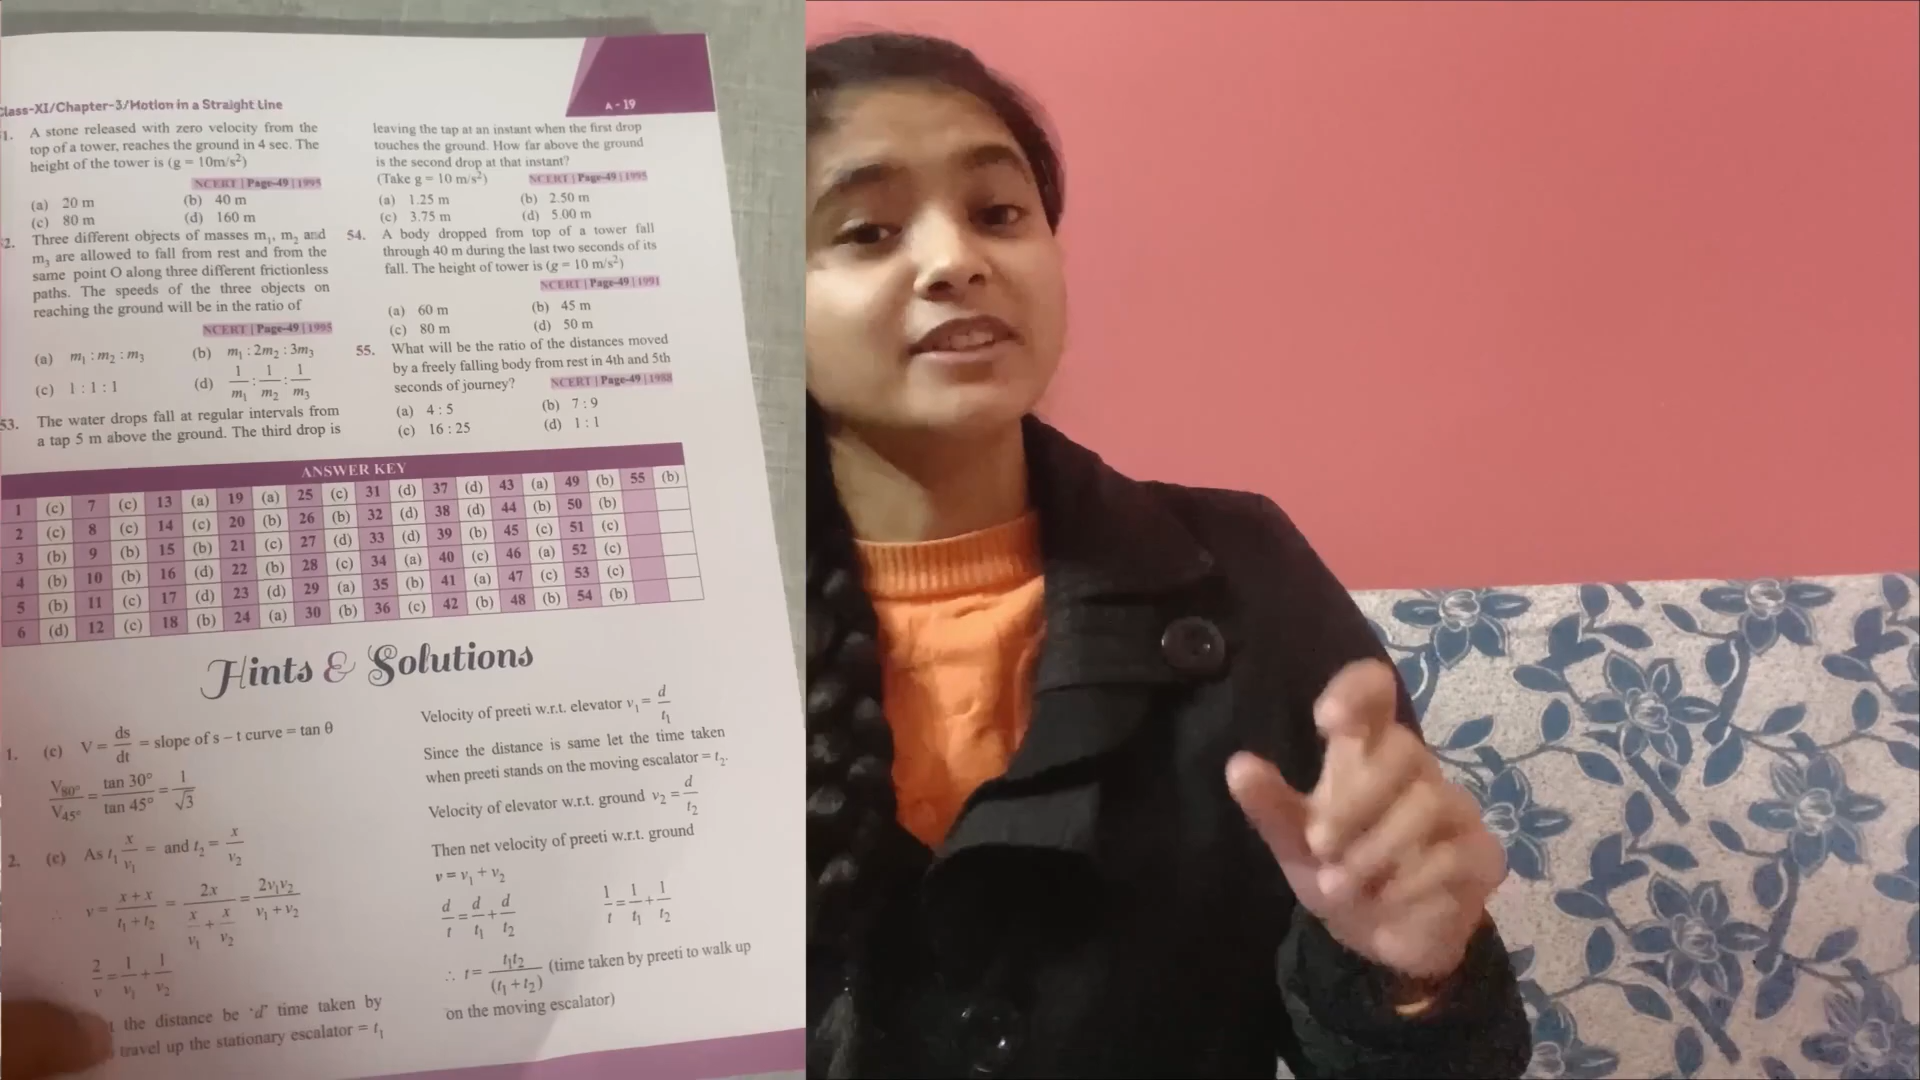 Class-XI/Chapter-3/Motion in a Straight Line
A - 19
1. A stone released with zero velocity from the
top of a tower, reaches the ground in 4 sec. The
height of the tower is (g = 10m/s²)
NCERT | Page-49 | 1995
(a) 20 m (b) 40 m
(c) 80 m (d) 160 m
2. Three different objects of masses m₁, m₂ and
m₃ are allowed to fall from rest and from the
same point O along three different frictionless
paths. The speeds of the three objects on
reaching the ground will be in the ratio of
NCERT | Page-49 | 1995
(a) m₁ : m₂ : m₃ (b) m₁ : 2m₂ : 3m₃
(c) 1 : 1 : 1 (d) 1/m₁ : 1/m₂ : 1/m₃
53. The water drops fall at regular intervals from
a tap 5 m above the ground. The third drop is
leaving the tap at an instant when the first drop
touches the ground. How far above the ground
is the second drop at that instant?
(Take g = 10 m/s²) NCERT | Page-49 | 1995
(a) 1.25 m (b) 2.50 m
(c) 3.75 m (d) 5.00 m
54. A body dropped from top of a tower fall
through 40 m during the last two seconds of its
fall. The height of tower is (g = 10 m/s²)
NCERT | Page-49 | 1991
(a) 60 m (b) 45 m
(c) 80 m (d) 50 m
55. What will be the ratio of the distances moved
by a freely falling body from rest in 4th and 5th
seconds of journey? NCERT | Page-49 | 1988
(a) 4 : 5 (b) 7 : 9
(c) 16 : 25 (d) 1 : 1
ANSWER KEY
1 (c) 7 (c) 13 (a) 19 (a) 25 (c) 31 (d) 37 (d) 43 (a) 49 (b) 55 (b)
2 (c) 8 (c) 14 (c) 20 (b) 26 (b) 32 (d) 38 (d) 44 (b) 50 (b)
3 (b) 9 (b) 15 (b) 21 (c) 27 (d) 33 (d) 39 (b) 45 (c) 51 (c)
4 (b) 10 (b) 16 (d) 22 (b) 28 (c) 34 (a) 40 (c) 46 (a) 52 (c)
5 (b) 11 (c) 17 (d) 23 (d) 29 (a) 35 (b) 41 (a) 47 (c) 53 (c)
6 (d) 12 (c) 18 (b) 24 (a) 30 (b) 36 (c) 42 (b) 48 (b) 54 (b)
Hints & Solutions
1. (c) V = ds/dt = slope of s – t curve = tan θ
V₈₀°/V₄₅° = tan 30°/tan 45° = 1/√3
2. (c) As t₁ x/v₁ = and t₂ = x/v₂
∴ v = x + x/t₁ + t₂ = 2x/(x/v₁ + x/v₂) = 2v₁v₂/v₁ + v₂
2/v = 1/v₁ + 1/v₂
the distance be ‘d’ time taken by
travel up the stationary escalator = t₁
Velocity of preeti w.r.t. elevator v₁ = d/t₁
Since the distance is same let the time taken
when preeti stands on the moving escalator = t₂.
Velocity of elevator w.r.t. ground v₂ = d/t₂
Then net velocity of preeti w.r.t. ground
v = v₁ + v₂
d/t = d/t₁ + d/t₂ 1/t = 1/t₁ + 1/t₂
∴ t = t₁t₂/(t₁ + t₂) (time taken by preeti to walk up
on the moving escalator)